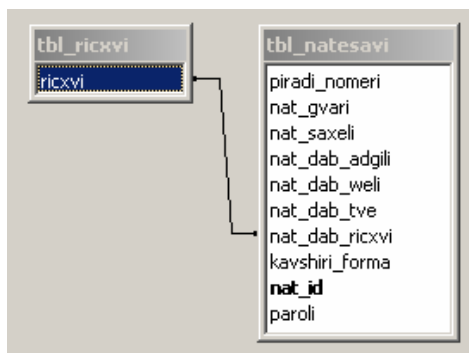 tbl_ricxvi
ricxvi
tbl_natesavi
piradi_nomeri
nat_gvari
nat_saxeli
nat_dab_adgili
nat_dab_weli
nat_dab_tve
nat_dab_ricxvi
kavshiri_forma
nat_id
paroli